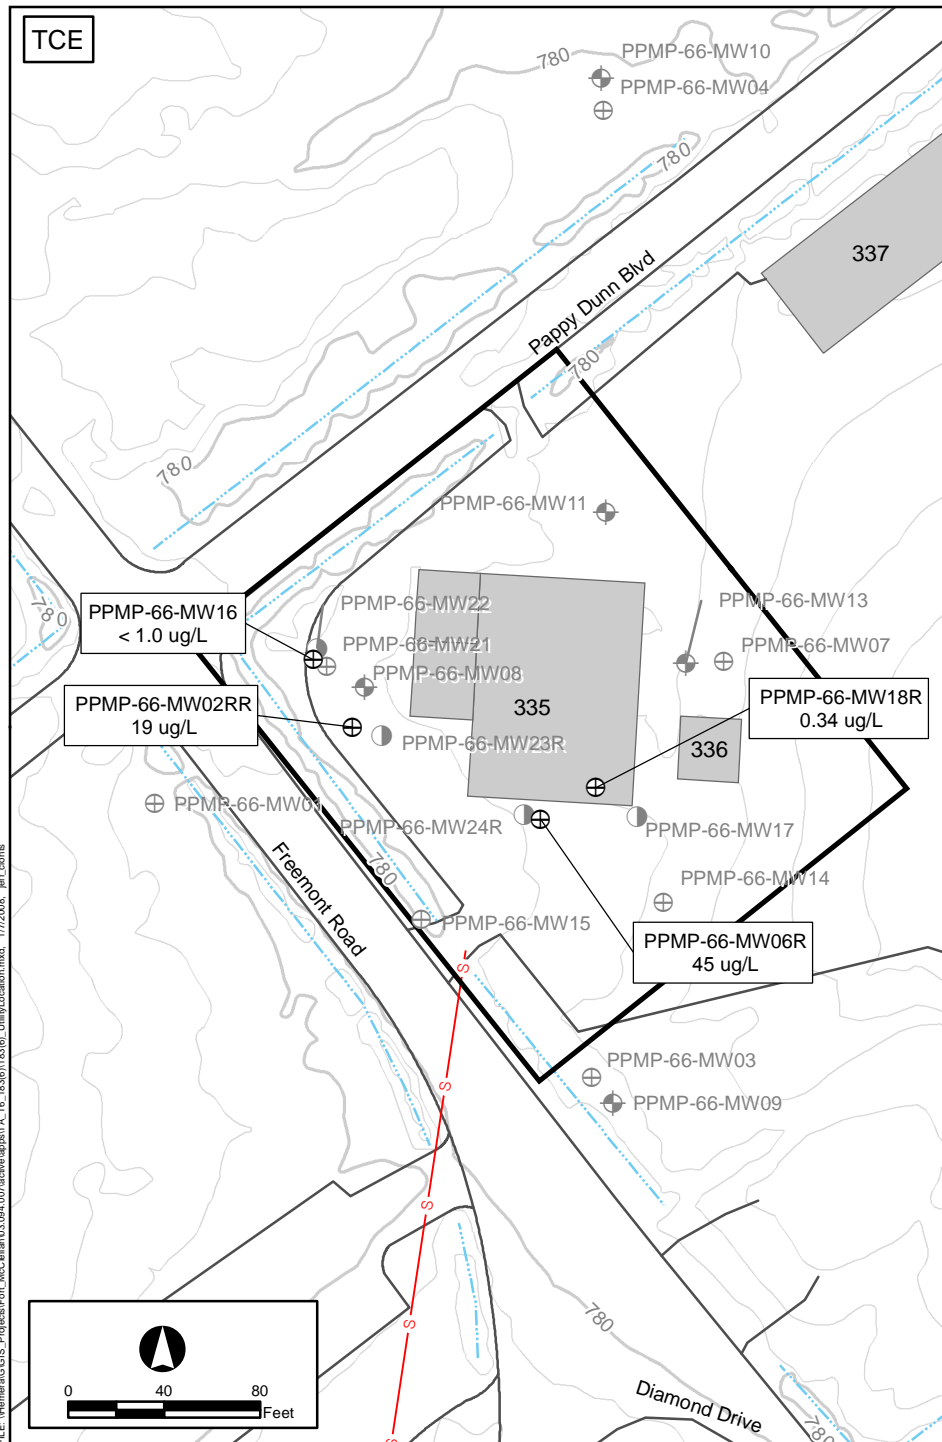 TCE
780
PPMP-66-MW10
PPMP-66-MW04
780
337
Pappy Dunn Blvd
780
780
PPMP-66-MW11
PPMP-66-MW16
< 1.0 ug/L
780
PPMP-66-MW22
PPMP-66-MW13
PPMP-66-MW21
PPMP-66-MW07
PPMP-66-MW08
PPMP-66-MW02RR
19 ug/L
PPMP-66-MW18R
0.34 ug/L
335
336
PPMP-66-MW23R
PPMP-66-MW01
PPMP-66-MW24R
PPMP-66-MW17
Freemont Road
780
PPMP-66-MW14
PPMP-66-MW15
PPMP-66-MW06R
45 ug/L
S
PPMP-66-MW03
S
PPMP-66-MW09
S
S
780
0 40 80
Feet
Diamond Drive
780
S